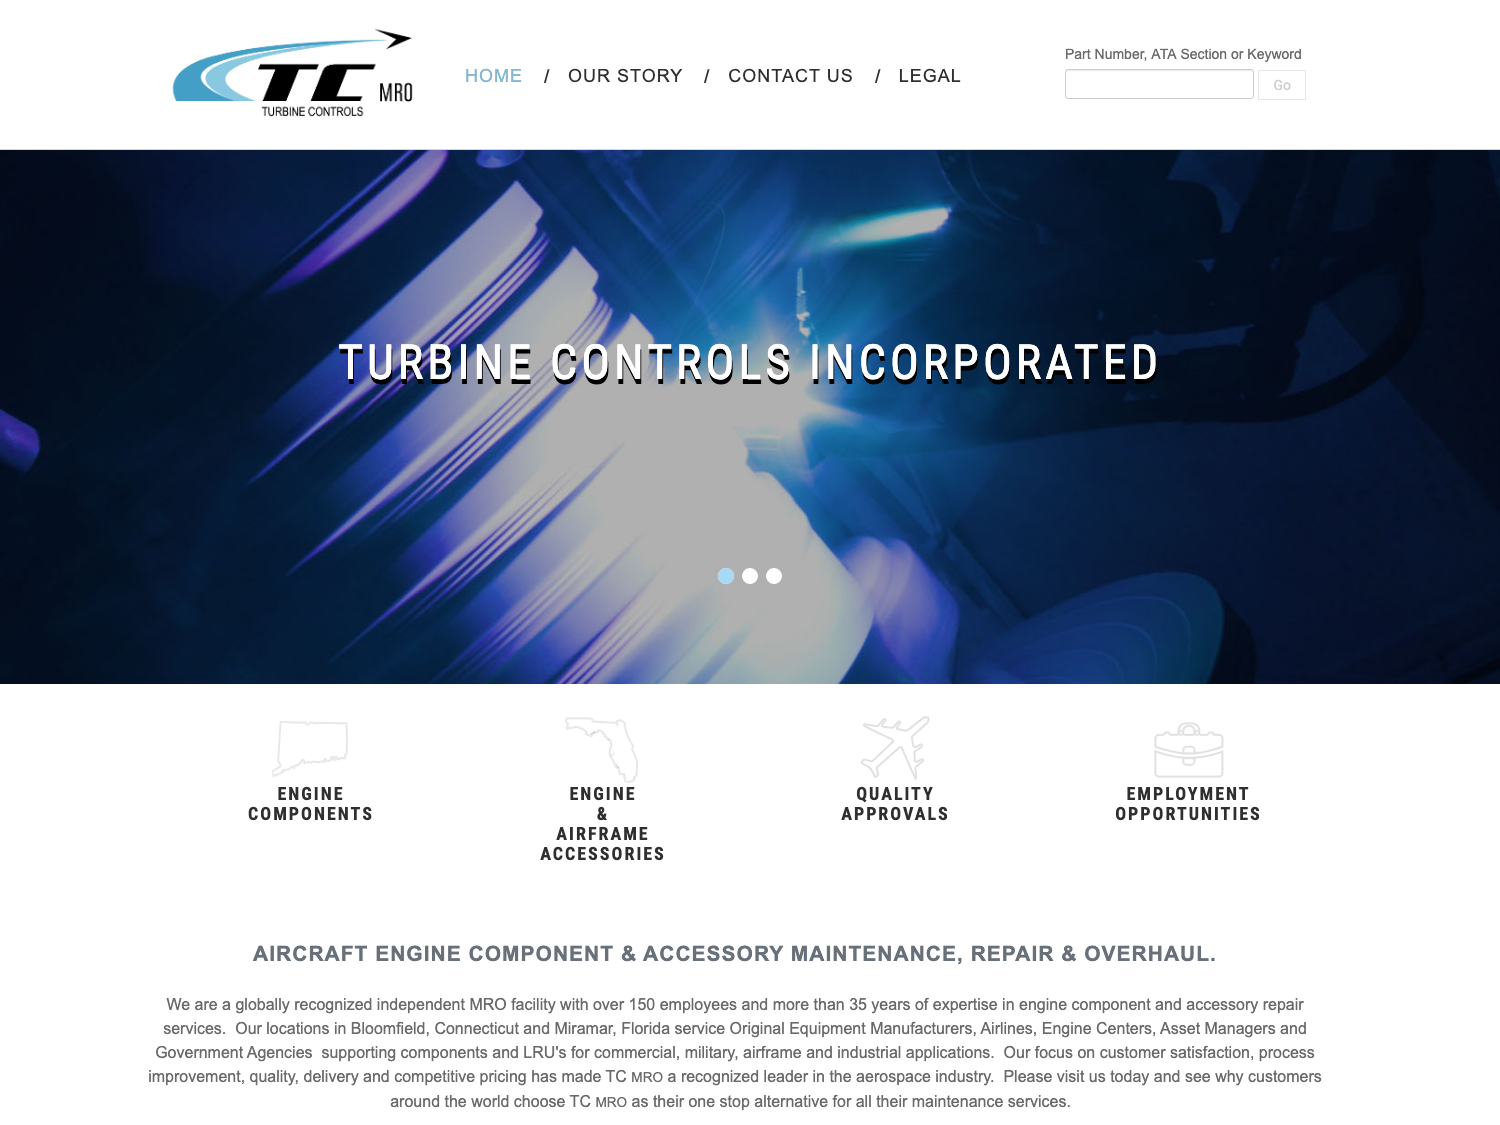 TC MRO
TURBINE CONTROLS
HOME / OUR STORY / CONTACT US / LEGAL
Part Number, ATA Section or Keyword
Go
TURBINE CONTROLS INCORPORATED
ENGINE
COMPONENTS
ENGINE
&
AIRFRAME
ACCESSORIES
QUALITY
APPROVALS
EMPLOYMENT
OPPORTUNITIES
AIRCRAFT ENGINE COMPONENT & ACCESSORY MAINTENANCE, REPAIR & OVERHAUL.
We are a globally recognized independent MRO facility with over 150 employees and more than 35 years of expertise in engine component and accessory repair
services.  Our locations in Bloomfield, Connecticut and Miramar, Florida service Original Equipment Manufacturers, Airlines, Engine Centers, Asset Managers and
Government Agencies  supporting components and LRU's for commercial, military, airframe and industrial applications.  Our focus on customer satisfaction, process
improvement, quality, delivery and competitive pricing has made TC MRO a recognized leader in the aerospace industry.  Please visit us today and see why customers
around the world choose TC MRO as their one stop alternative for all their maintenance services.